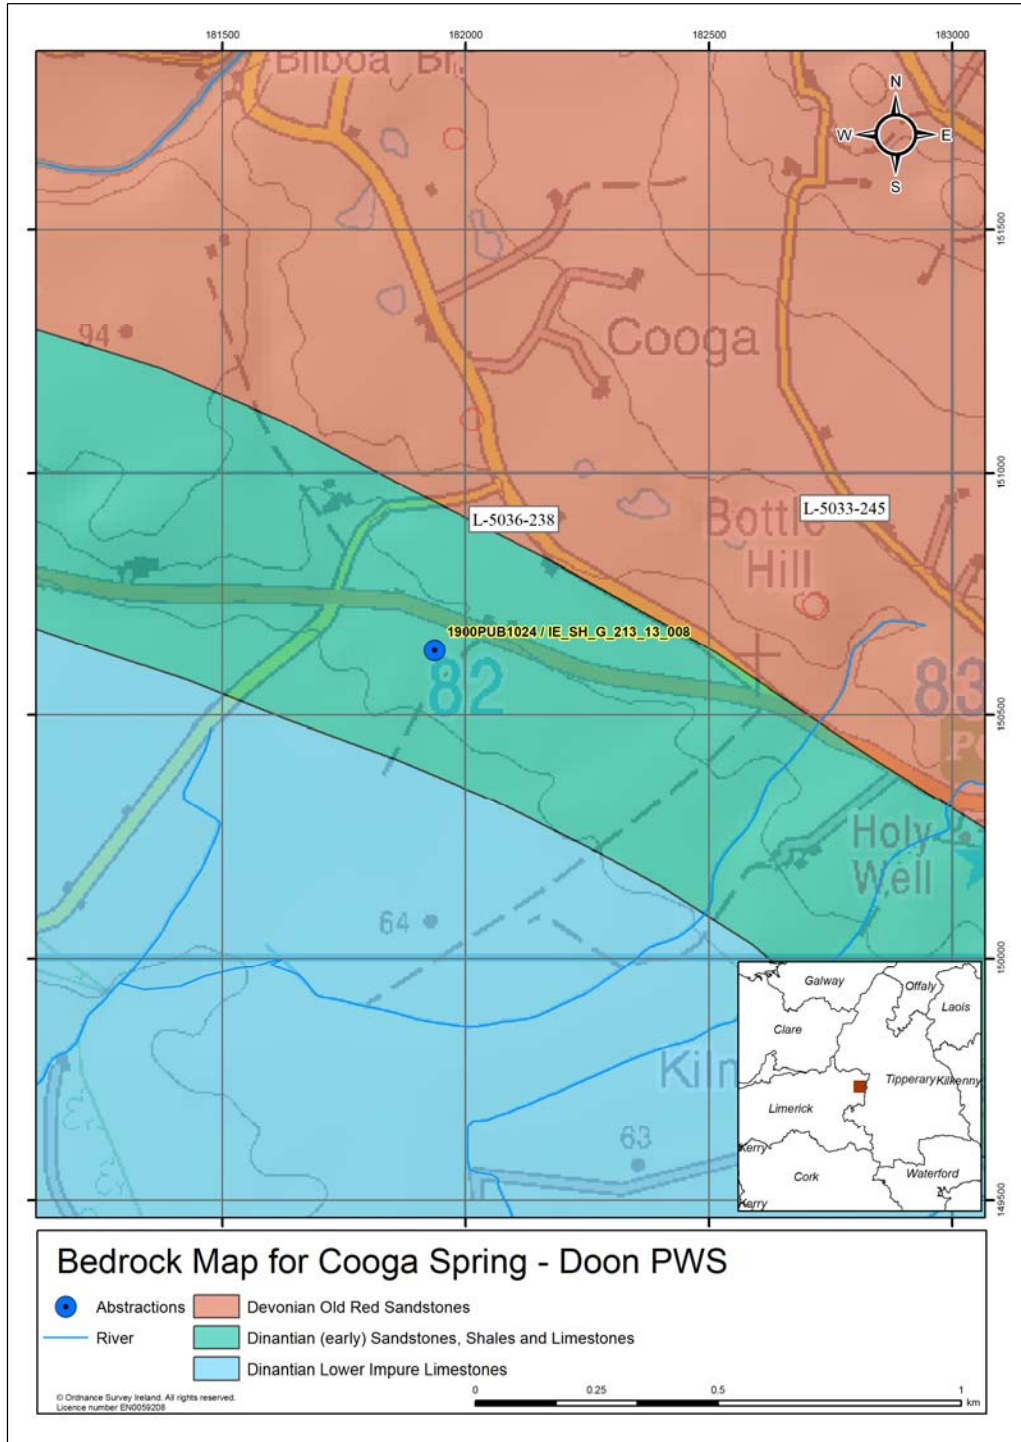 181500 182000 182500 183000
Bilboa Br.
N
W E
S
151500
94
Cooga
151000
L-5036-238
L-5033-245
Bottle
Hill
1900PUB1024 / IE_SH_G_213_13_008
82
83
150500
Holy
Well
64
150000
Galway
Offaly
Laois
Clare
Tipperary
Kilkenny
Limerick
Kerry
Cork
Waterford
Kerry
63
149500
Bedrock Map for Cooga Spring - Doon PWS
Abstractions
Devonian Old Red Sandstones
River
Dinantian (early) Sandstones, Shales and Limestones
Dinantian Lower Impure Limestones
© Ordnance Survey Ireland. All rights reserved.
Licence number EN0059208
0 0.25 0.5 1
km